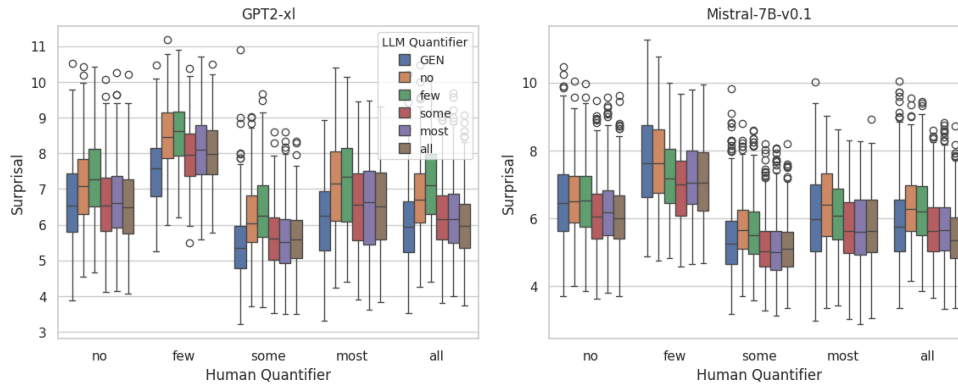 GPT2-xl
LLM Quantifier
GEN
no
few
some
most
all
Surprisal
11
10
9
8
7
6
5
4
3
no few some most all
Human Quantifier
Mistral-7B-v0.1
Surprisal
10
8
6
4
no few some most all
Human Quantifier